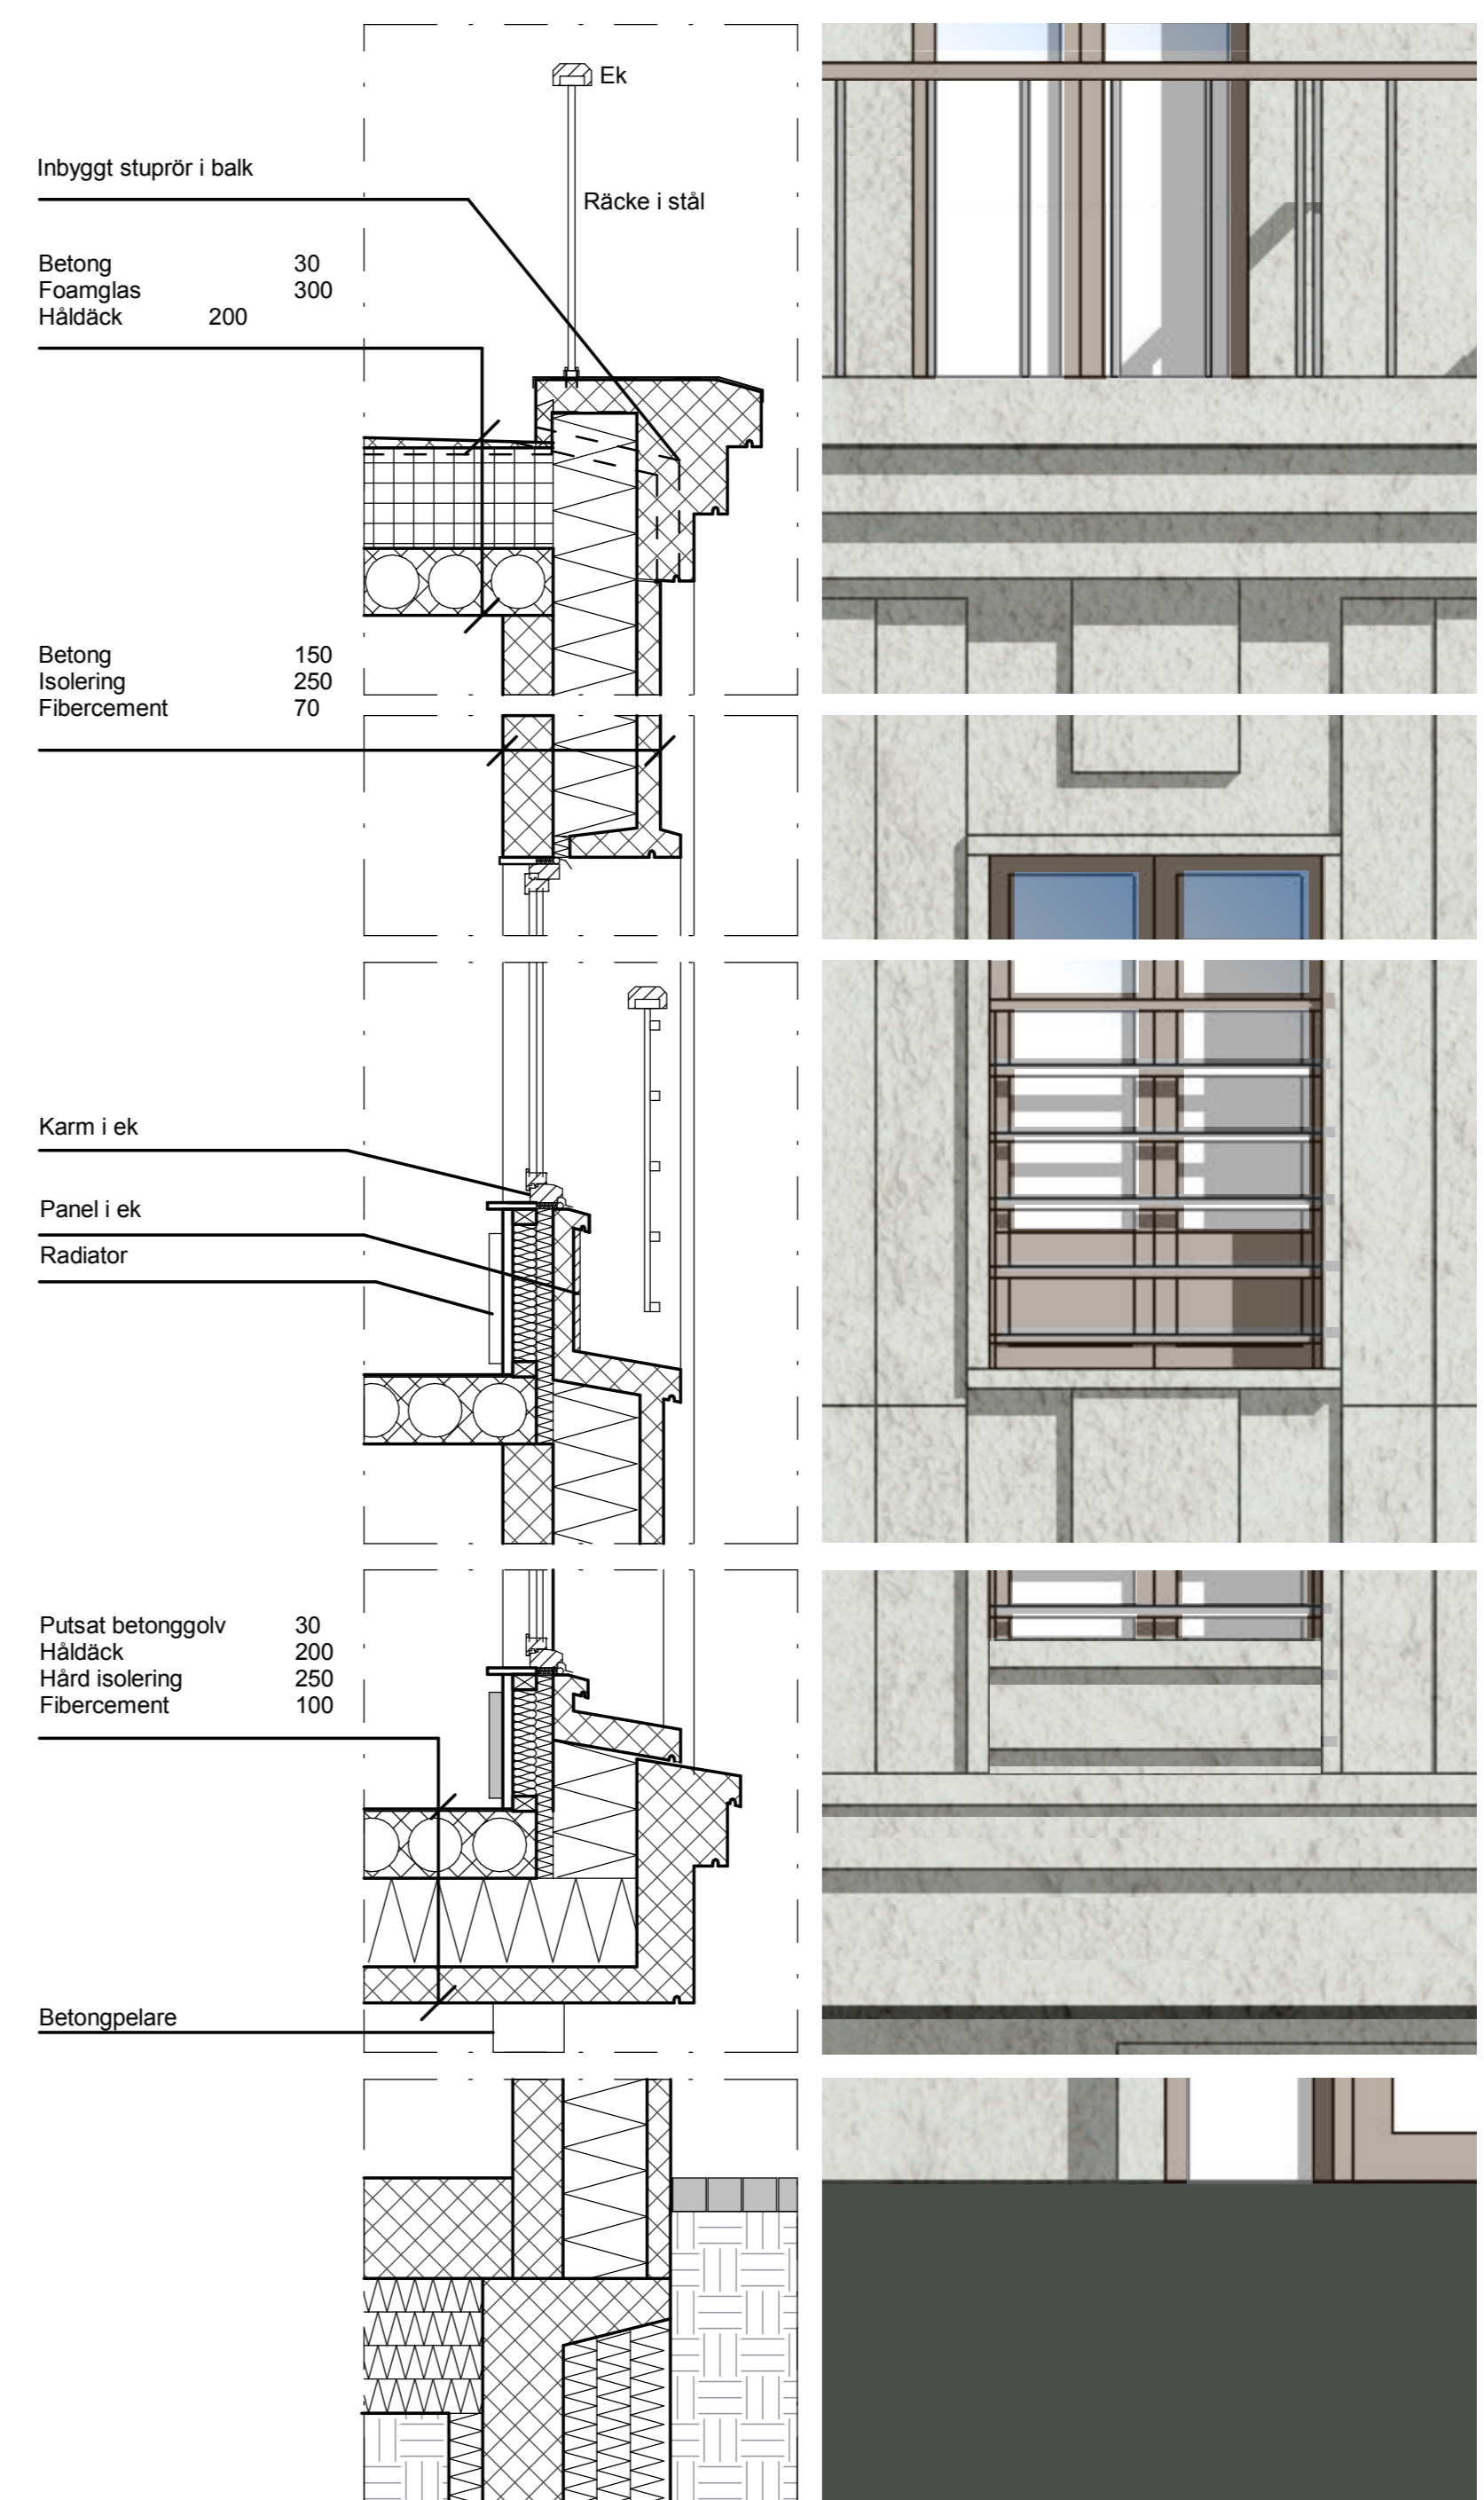 Ek
Inbyggt stuprör i balk
Räcke i stål
Betong 30
Foamglas 300
Håldäck 200
Betong 150
Isolering 250
Fibercement 70
Karm i ek
Panel i ek
Radiator
Putsat betonggolv 30
Håldäck 200
Hård isolering 250
Fibercement 100
Betongpelare